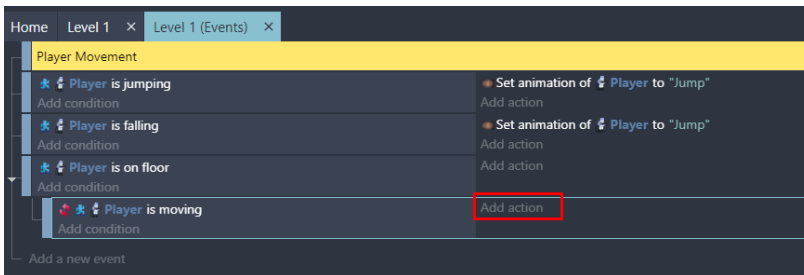 Home Level 1 × Level 1 (Events) ×
Player Movement
Player is jumping
Add condition
Set animation of Player to "Jump"
Add action
Player is falling
Add condition
Set animation of Player to "Jump"
Add action
Player is on floor
Add condition
Add action
Player is moving
Add condition
Add action
Add a new event